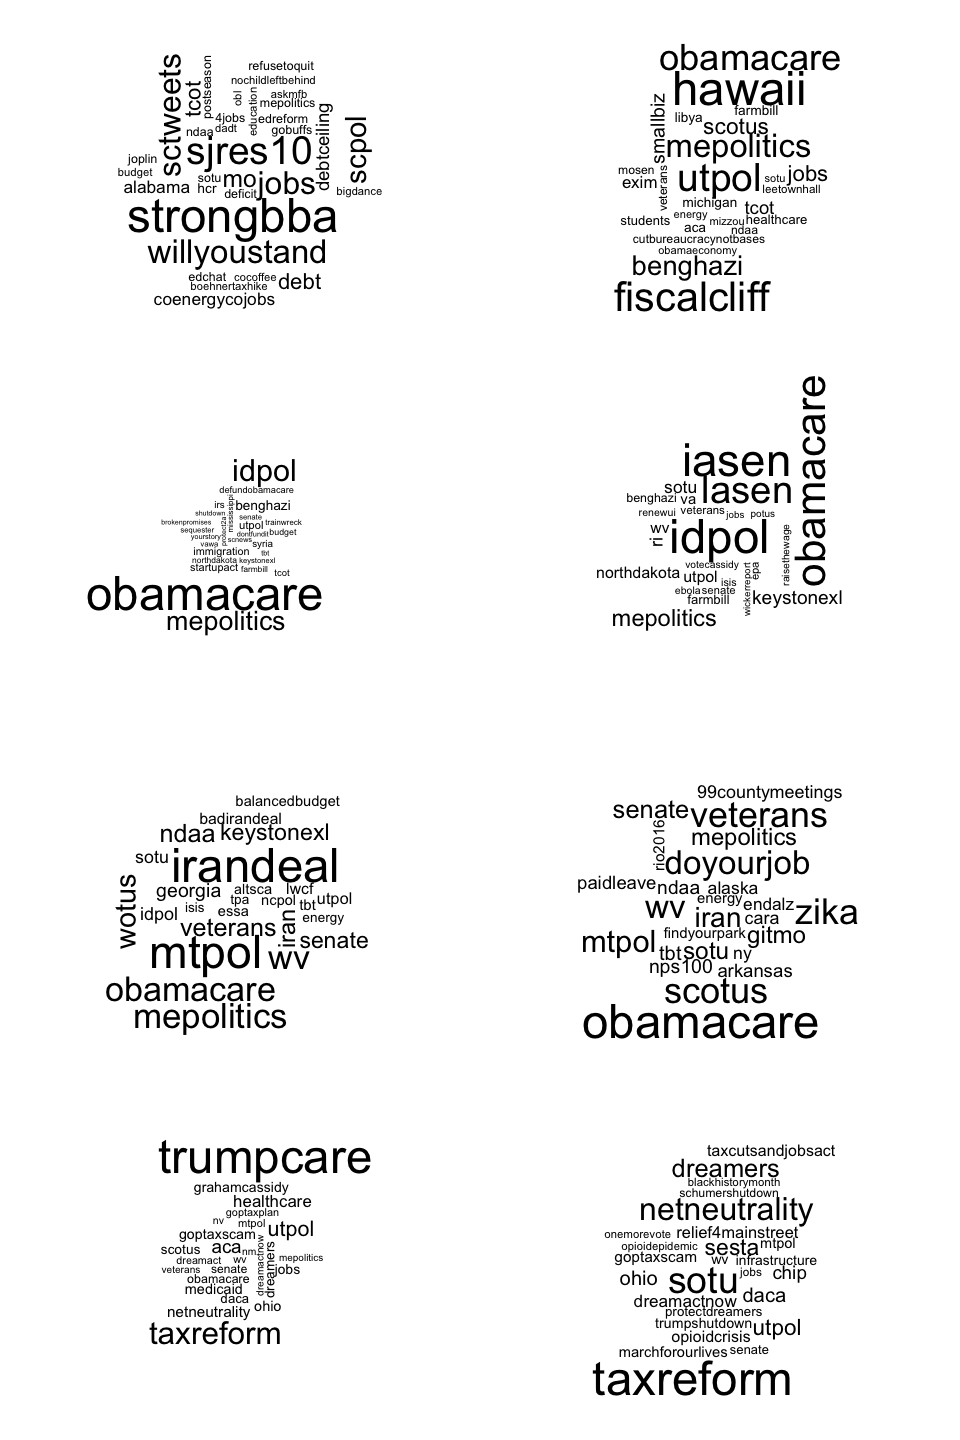 refusetoquit
nochildleftbehind
sctweets
tcot
postseason
obl
education
askmfb
mepolitics
4jobs
edreform
ndaa
dadt
gobuffs
debtceiling
scpol
sjres10
joplin
budget
alabama
sotu
hcr
mo
jobs
deficit
bigdance
strongbba
willyoustand
edchat
cocoffee
boehnertaxhike
debt
coenergycojobs
obamacare
hawaii
smallbiz
farmbill
libya
scotus
mepolitics
mosen
exim
veterans
utpol
sotu
jobs
leetownhall
michigan
tcot
students
energy
mizzou
healthcare
aca
ndaa
cutbureaucracynotbases
obamaeconomy
benghazi
fiscalcliff
idpol
defundobamacare
irs
mississippi
benghazi
shutdown
senate
brokenpromises
protect2a
utpol
trainwreck
sequester
dontfundit
budget
yourstory
scnews
vawa
syria
immigration
tbt
northdakota
keystonexl
startupact
farmbill
tcot
obamacare
mepolitics
obamacare
iasen
sotu
lasen
benghazi
va
renewui
veterans
jobs
potus
wv
ri
idpol
raisethewage
votecassidy
epa
northdakota
utpol
isis
wickerreport
ebola
senate
farmbill
keystonexl
mepolitics
balancedbudget
badirandeal
ndaa
keystonexl
sotu
irandeal
wotus
georgia
altsca
lwcf
tpa
ncpol
tbt
utpol
idpol
isis
essa
iran
energy
veterans
senate
mtpol
wv
obamacare
mepolitics
99countymeetings
senate
veterans
rio2016
mepolitics
doyourjob
paidleave
ndaa
alaska
energy
endalz
wv
iran
cara
zika
findyourpark
gitmo
mtpol
tbt
sotu
ny
nps100
arkansas
scotus
obamacare
trumpcare
grahamcassidy
healthcare
goptaxplan
nv
mtpol
utpol
goptaxscam
scotus
aca
nm
dreamactnow
dreamers
mepolitics
dreamact
wv
veterans
senate
jobs
obamacare
medicaid
daca
netneutrality
ohio
taxreform
taxcutsandjobsact
dreamers
blackhistorymonth
schumershutdown
netneutrality
onemorevote
relief4mainstreet
opioidepidemic
sesta
mtpol
goptaxscam
wv
infrastructure
ohio
sotu
jobs
chip
dreamactnow
daca
protectdreamers
trumpshutdown
utpol
opioidcrisis
marchforourlives
senate
taxreform